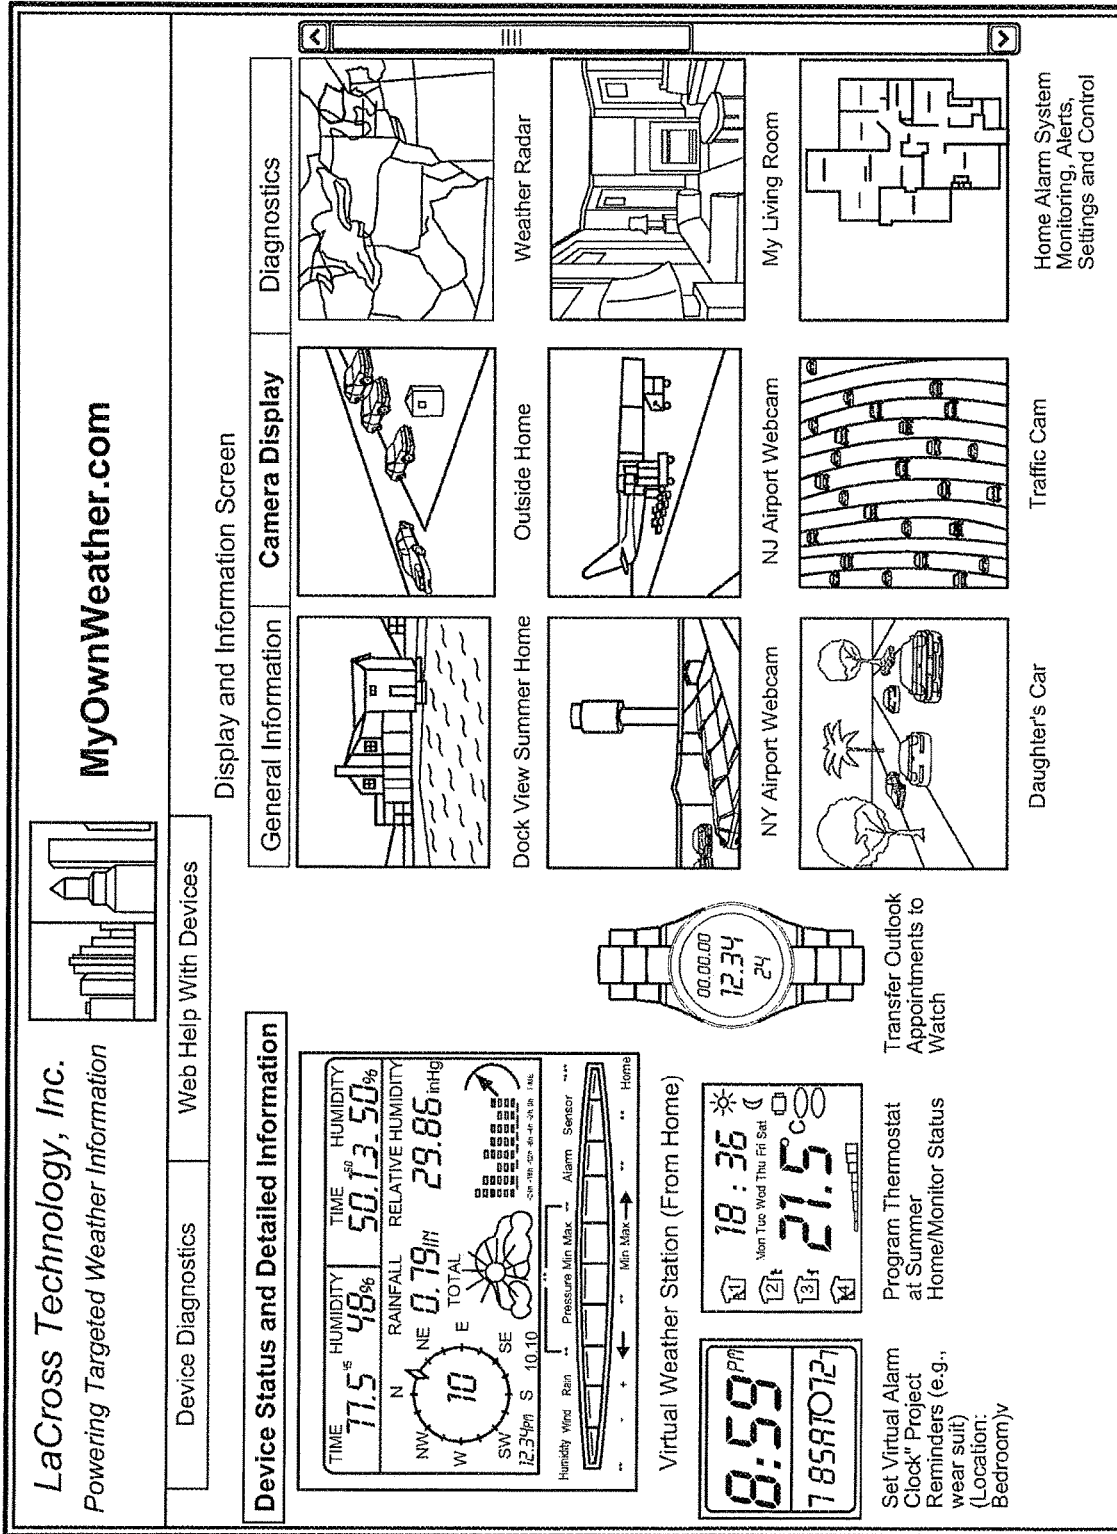 LaCross Technology, Inc.
Powering Targeted Weather Information
MyOwnWeather.com
Device Diagnostics
Web Help With Devices
Display and Information Screen
Device Status and Detailed Information
General Information
Camera Display
Diagnostics
TIME
HUMIDITY
TIME
HUMIDITY
77.5
48%
50.13.50%
N
RAINFALL
RELATIVE HUMIDITY
NW
NE
0.79IN
29.86inHg
W
10
E
TOTAL
SW
S
SE
12.34pm
10.10
TIME
Humidity Wind Rain Pressure Min Max Alarm Sensor
- + Min Max Home
Virtual Weather Station (From Home)
8:59PM
Set Virtual Alarm
Clock" Project
Reminders (e.g.,
wear suit)
(Location:
Bedroom)v
1
2
3
4
18:36
Mon Tue Wed Thu Fri Sat
21.5°C
Program Thermostat
at Summer
Home/Monitor Status
00.00.00
12.34
24
Transfer Outlook
Appointments to
Watch
Dock View Summer Home
Outside Home
Weather Radar
NY Airport Webcam
NJ Airport Webcam
My Living Room
Daughter's Car
Traffic Cam
Home Alarm System
Monitoring, Alerts,
Settings and Control